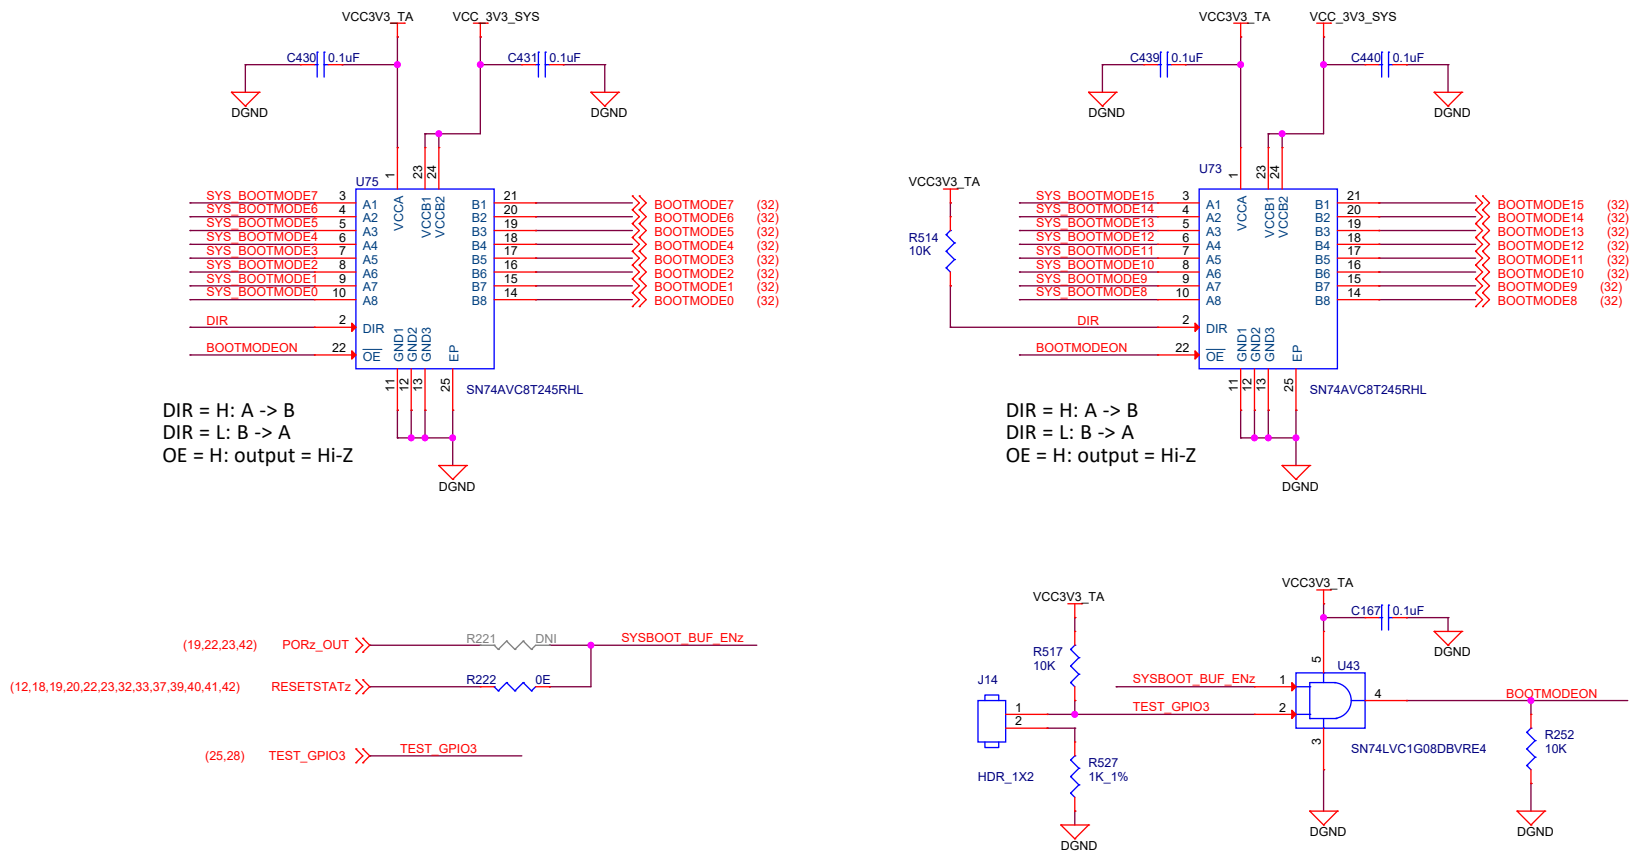 VCC3V3_TA VCC_3V3_SYS
C430 0.1uF C431 0.1uF
DGND DGND
1 23 24
U75
SYS_BOOTMODE7 3 A1 B1 21 BOOTMODE7 (32)
SYS_BOOTMODE6 4 A2 B2 20 BOOTMODE6 (32)
SYS_BOOTMODE5 5 A3 B3 19 BOOTMODE5 (32)
SYS_BOOTMODE4 6 A4 B4 18 BOOTMODE4 (32)
SYS_BOOTMODE3 7 A5 B5 17 BOOTMODE3 (32)
SYS_BOOTMODE2 8 A6 B6 16 BOOTMODE2 (32)
SYS_BOOTMODE1 9 A7 B7 15 BOOTMODE1 (32)
SYS_BOOTMODE0 10 A8 B8 14 BOOTMODE0 (32)
VCCA VCCB1 VCCB2
DIR 2 DIR
BOOTMODEON 22 OE
GND1 GND2 GND3 EP
11 12 13 25
SN74AVC8T245RHL
DIR = H: A -> B
DIR = L: B -> A
OE = H: output = Hi-Z
DGND
VCC3V3_TA VCC_3V3_SYS
C439 0.1uF C440 0.1uF
DGND DGND
1 23 24
U73
VCC3V3_TA
R514
10K
SYS_BOOTMODE15 3 A1 B1 21 BOOTMODE15 (32)
SYS_BOOTMODE14 4 A2 B2 20 BOOTMODE14 (32)
SYS_BOOTMODE13 5 A3 B3 19 BOOTMODE13 (32)
SYS_BOOTMODE12 6 A4 B4 18 BOOTMODE12 (32)
SYS_BOOTMODE11 7 A5 B5 17 BOOTMODE11 (32)
SYS_BOOTMODE10 8 A6 B6 16 BOOTMODE10 (32)
SYS_BOOTMODE9 9 A7 B7 15 BOOTMODE9 (32)
SYS_BOOTMODE8 10 A8 B8 14 BOOTMODE8 (32)
VCCA VCCB1 VCCB2
DIR 2 DIR
BOOTMODEON 22 OE
GND1 GND2 GND3 EP
11 12 13 25
SN74AVC8T245RHL
DIR = H: A -> B
DIR = L: B -> A
OE = H: output = Hi-Z
DGND
(19,22,23,42) PORz_OUT R221 DNI SYSBOOT_BUF_ENz
(12,18,19,20,22,23,32,33,37,39,40,41,42) RESETSTATz R222 0E
(25,28) TEST_GPIO3 TEST_GPIO3
VCC3V3_TA
VCC3V3_TA
C167 0.1uF
DGND
R517
10K
5 U43
J14
SYSBOOT_BUF_ENz 1
1 TEST_GPIO3 2
2
4 BOOTMODEON
3
SN74LVC1G08DBVRE4
R252
10K
HDR_1X2
R527
1K_1%
DGND DGND DGND